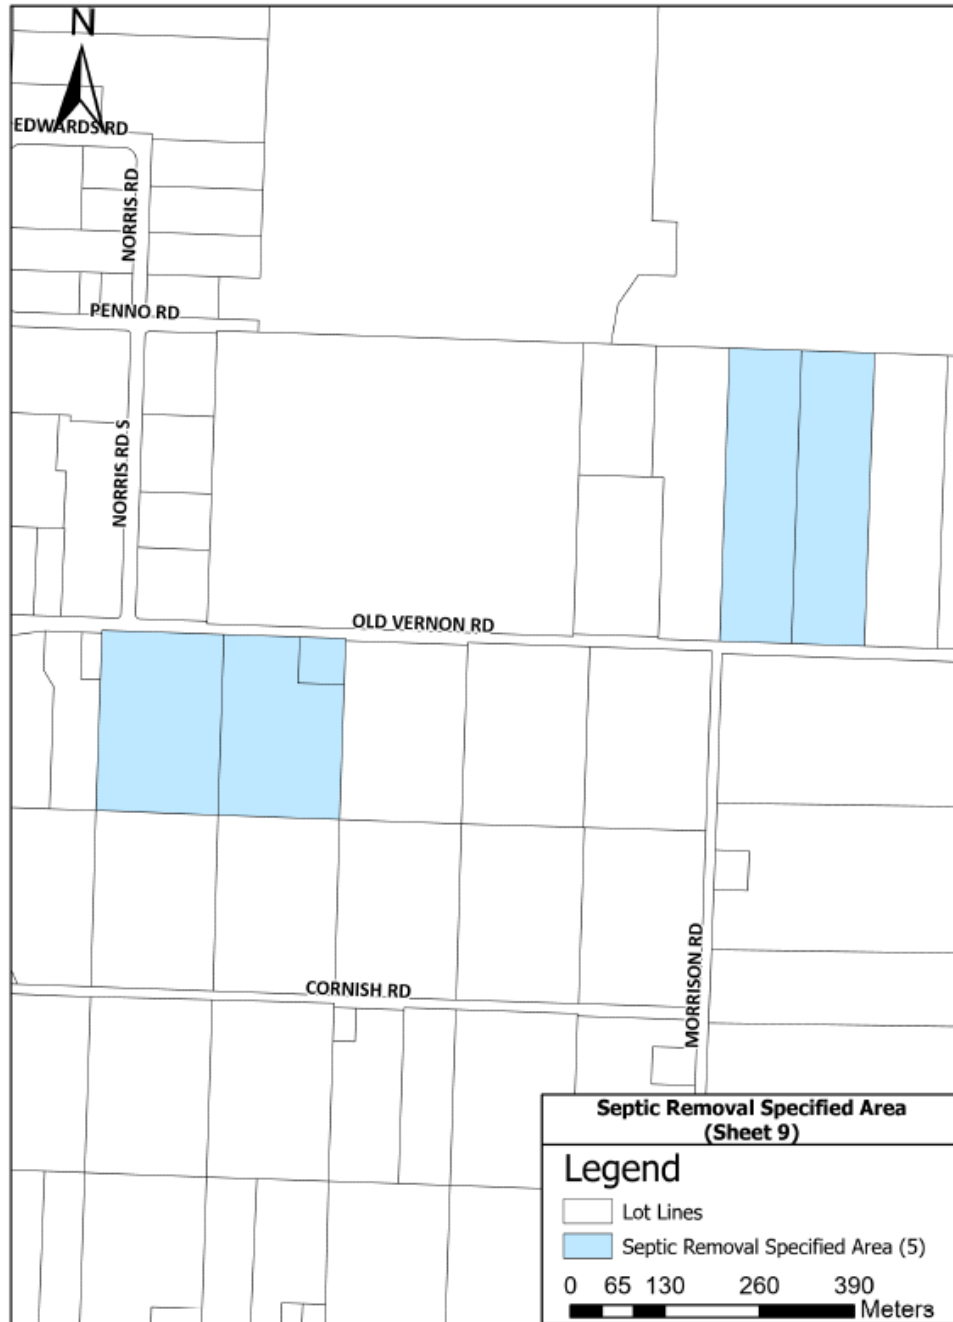 N
EDWARDS RD
NORRIS RD
PENNO RD
NORRIS RD S
OLD VERNON RD
CORNISH RD
MORRISON RD
Septic Removal Specified Area
(Sheet 9)
Legend
Lot Lines
Septic Removal Specified Area (5)
0 65 130 260 390
Meters